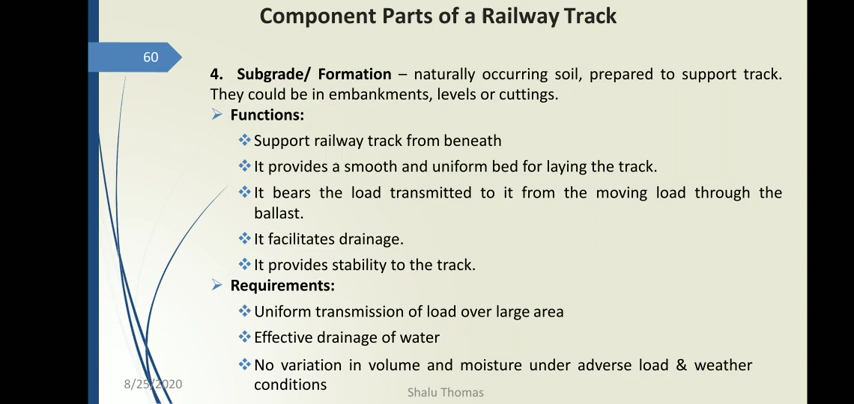 Component Parts of a Railway Track
60
4. Subgrade/ Formation – naturally occurring soil, prepared to support track.
They could be in embankments, levels or cuttings.
Functions:
Support railway track from beneath
It provides a smooth and uniform bed for laying the track.
It bears the load transmitted to it from the moving load through the
ballast.
It facilitates drainage.
It provides stability to the track.
Requirements:
Uniform transmission of load over large area
Effective drainage of water
No variation in volume and moisture under adverse load & weather
conditions
8/25/2020
Shalu Thomas